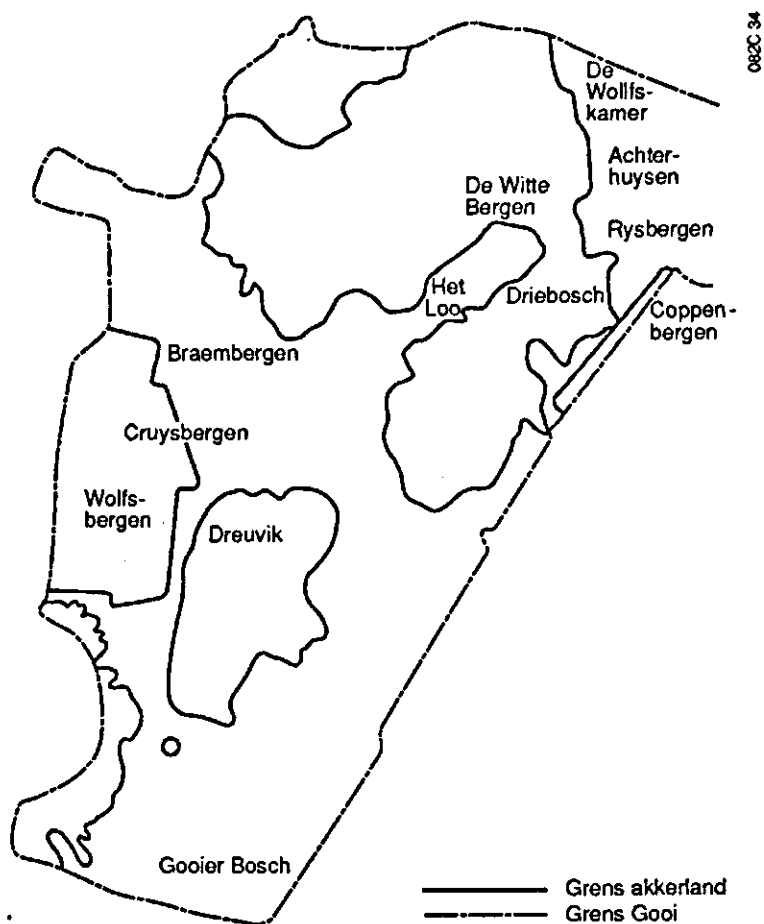 082C 34
De
Wollfs-
kamer
Achter-
huysen
De Witte
Bergen
Rysbergen
Het
Loo
Driebosch
Coppen-
bergen
Braembergen
Cruysbergen
Wolfs-
bergen
Dreuvik
Gooier Bosch
Grens akkerland
Grens Gooi